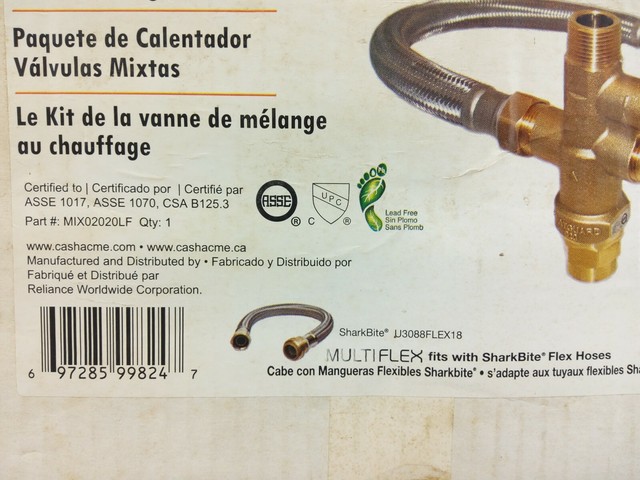 Paquete de Calentador
Válvulas Mixtas
Le Kit de la vanne de mélange
au chauffage
Certified to | Certificado por | Certifié par
ASSE 1017, ASSE 1070, CSA B125.3
Part #: MIX02020LF Qty: 1
ASSE ®
C UPC ®
Lead Free
Sin Plomo
Sans Plomb
www.cashacme.com • www.cashacme.ca
Manufactured and Distributed by • Fabricado y Distribuido por
Fabriqué et Distribué par
Reliance Worldwide Corporation.
SharkBite® UJ3088FLEX18
MULTIFLEX fits with SharkBite® Flex Hoses
Cabe con Mangueras Flexibles Sharkbite® • s'adapte aux tuyaux flexibles
6 97285 99824 7